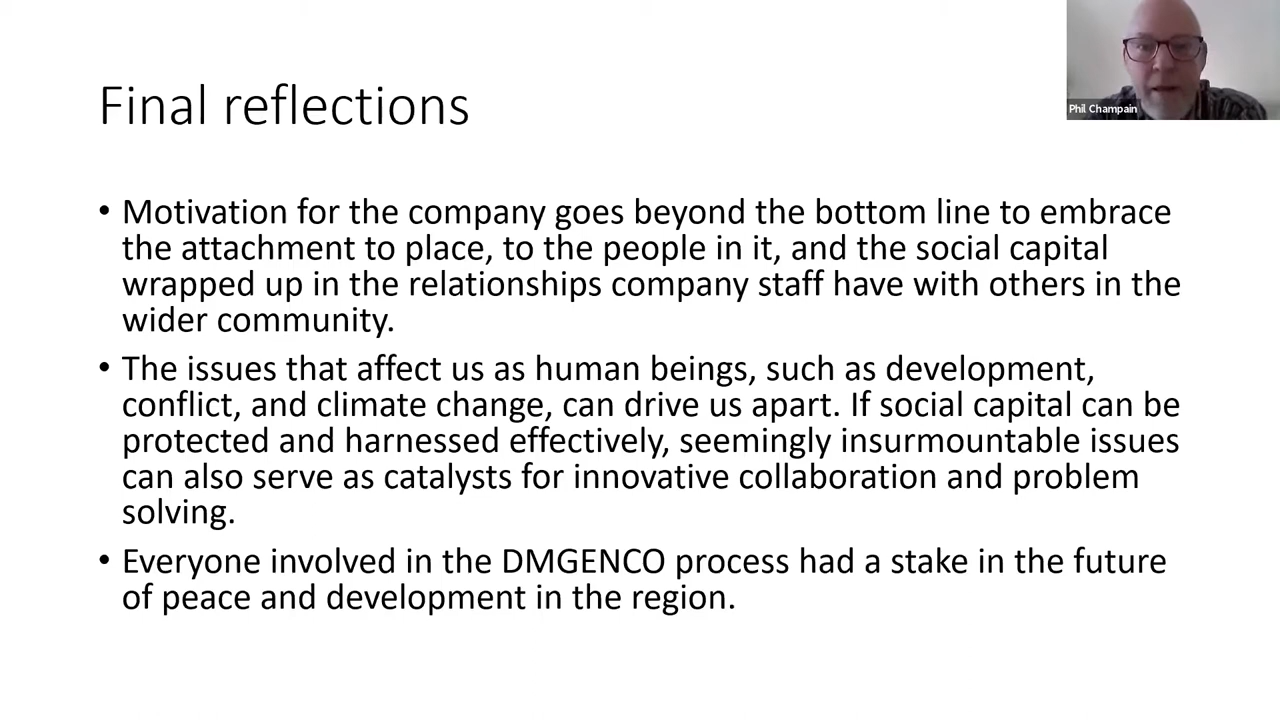 Final reflections
Phil Champain
• Motivation for the company goes beyond the bottom line to embrace
the attachment to place, to the people in it, and the social capital
wrapped up in the relationships company staff have with others in the
wider community.
• The issues that affect us as human beings, such as development,
conflict, and climate change, can drive us apart. If social capital can be
protected and harnessed effectively, seemingly insurmountable issues
can also serve as catalysts for innovative collaboration and problem
solving.
• Everyone involved in the DMGENCO process had a stake in the future
of peace and development in the region.